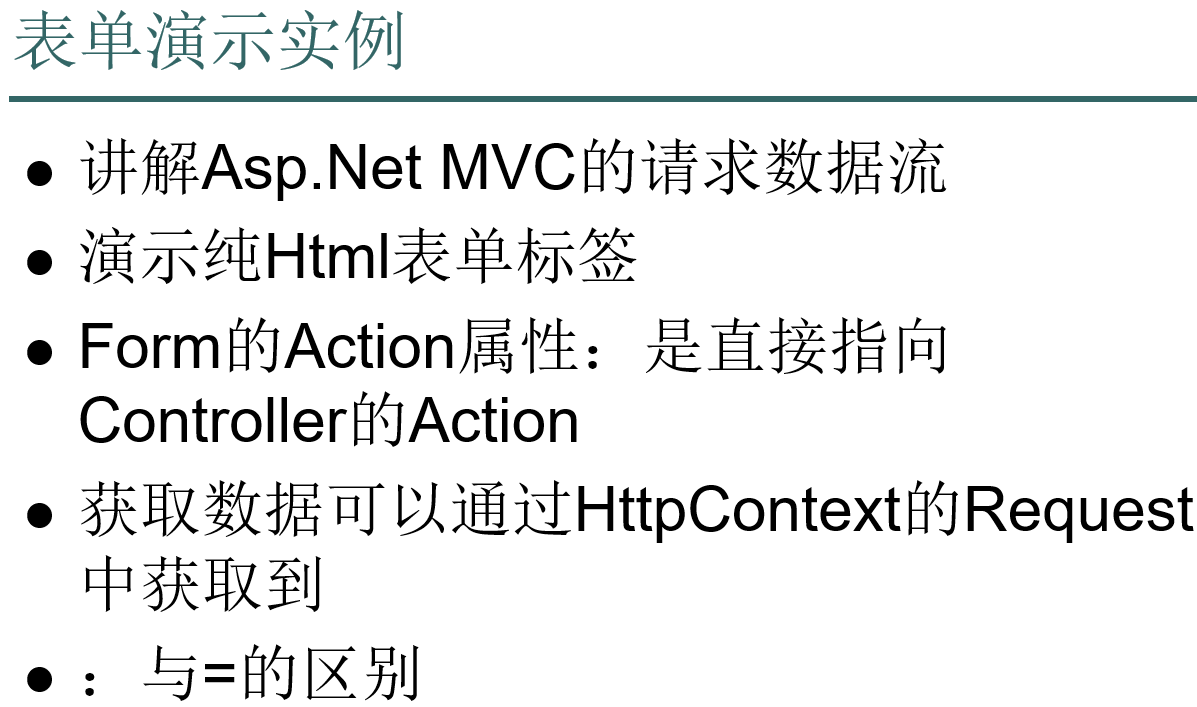 表单演示实例
● 讲解Asp.Net MVC的请求数据流
● 演示纯Html表单标签
● Form的Action属性：是直接指向
Controller的Action
● 获取数据可以通过HttpContext的Request
中获取到
● ：与=的区别